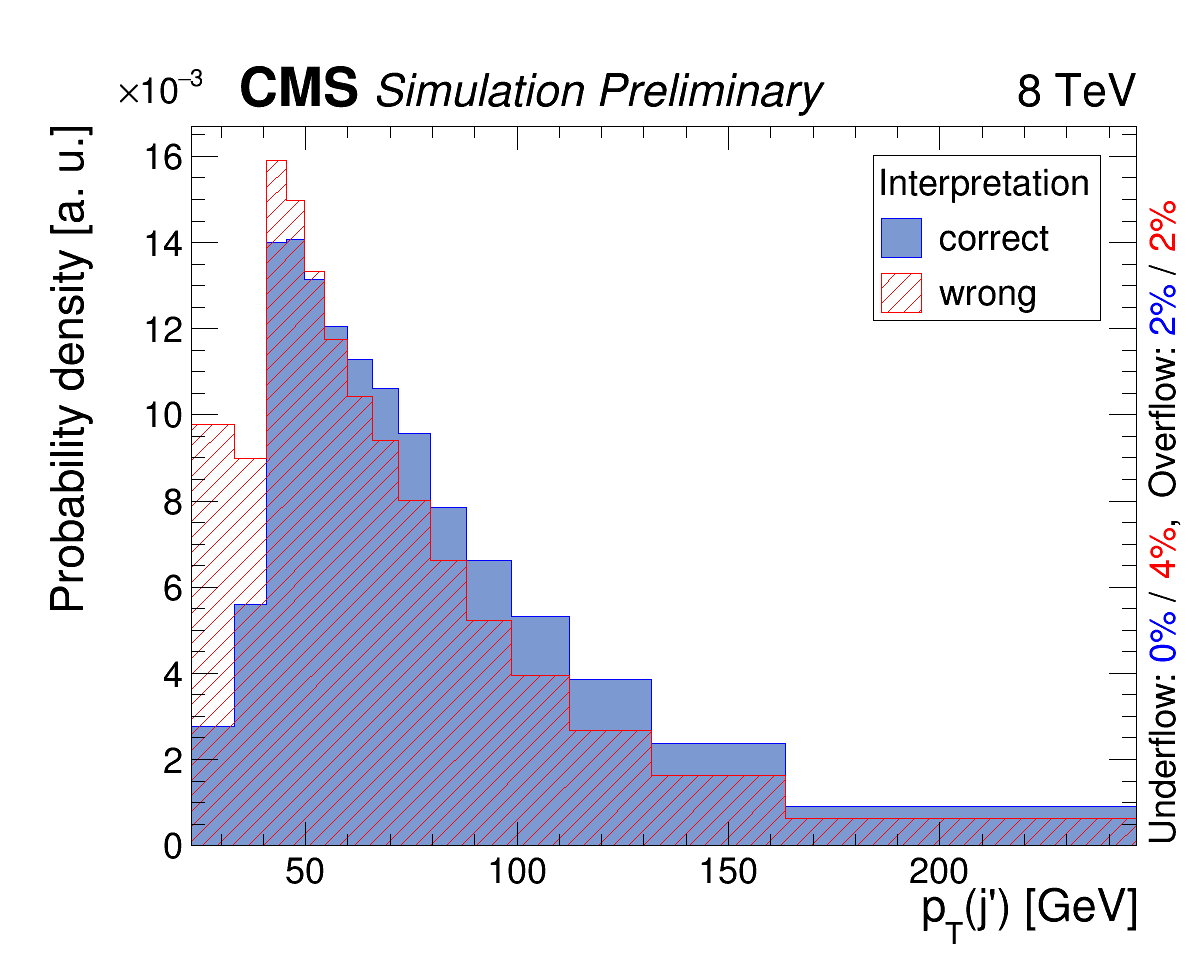 ×10⁻³ CMS Simulation Preliminary 8 TeV
Probability density [a. u.]
16
14
12
10
8
6
4
2
0
Interpretation
correct
wrong
50 100 150 200
p_T(j') [GeV]
Underflow: 0% / 4%, Overflow: 2% / 2%